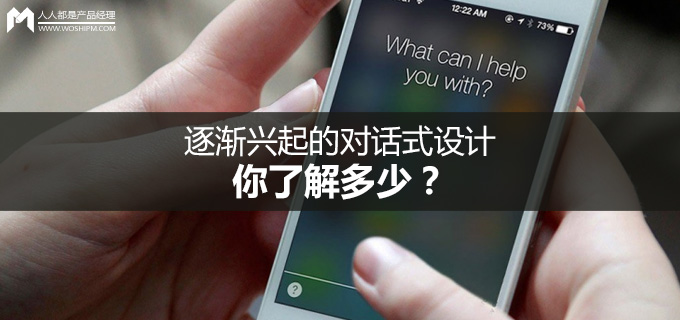 人人都是产品经理
WWW.WOSHIPM.COM
12:22 AM
73%
What can I help
you with?
逐渐兴起的对话式设计
你了解多少？
?